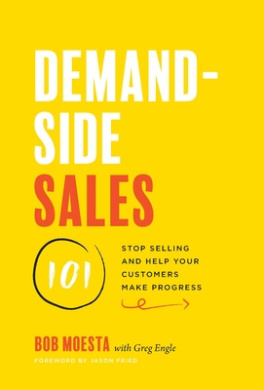 DEMAND-
SIDE
SALES
101
STOP SELLING
AND HELP YOUR
CUSTOMERS
MAKE PROGRESS
BOB MOESTA with Greg Engle
FOREWORD BY JASON FRIED